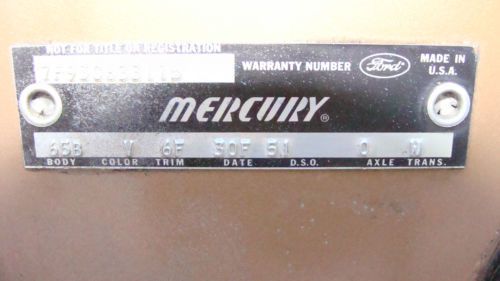 NOT FOR TITLE OR REGISTRATION
WARRANTY NUMBER Ford MADE IN U.S.A.
MERCURY®
65B V 6F 30F 51 0 W
BODY COLOR TRIM DATE D.S.O. AXLE TRANS.